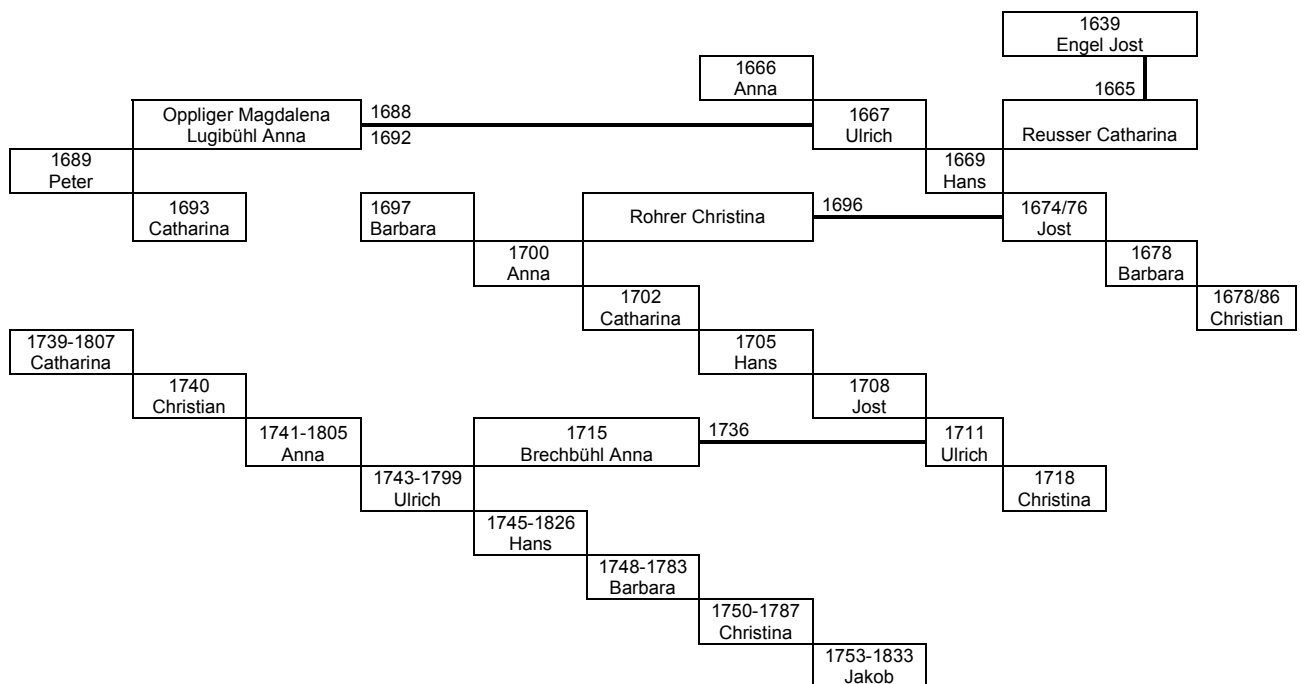 1639
Engel Jost
1666
Anna
1665
Oppliger Magdalena
Lugibühl Anna
1688
1692
1667
Ulrich
Reusser Catharina
1689
Peter
1669
Hans
1693
Catharina
1697
Barbara
Rohrer Christina
1696
1674/76
Jost
1700
Anna
1678
Barbara
1702
Catharina
1678/86
Christian
1739-1807
Catharina
1705
Hans
1740
Christian
1708
Jost
1741-1805
Anna
1715
Brechbühl Anna
1736
1711
Ulrich
1743-1799
Ulrich
1718
Christina
1745-1826
Hans
1748-1783
Barbara
1750-1787
Christina
1753-1833
Jakob